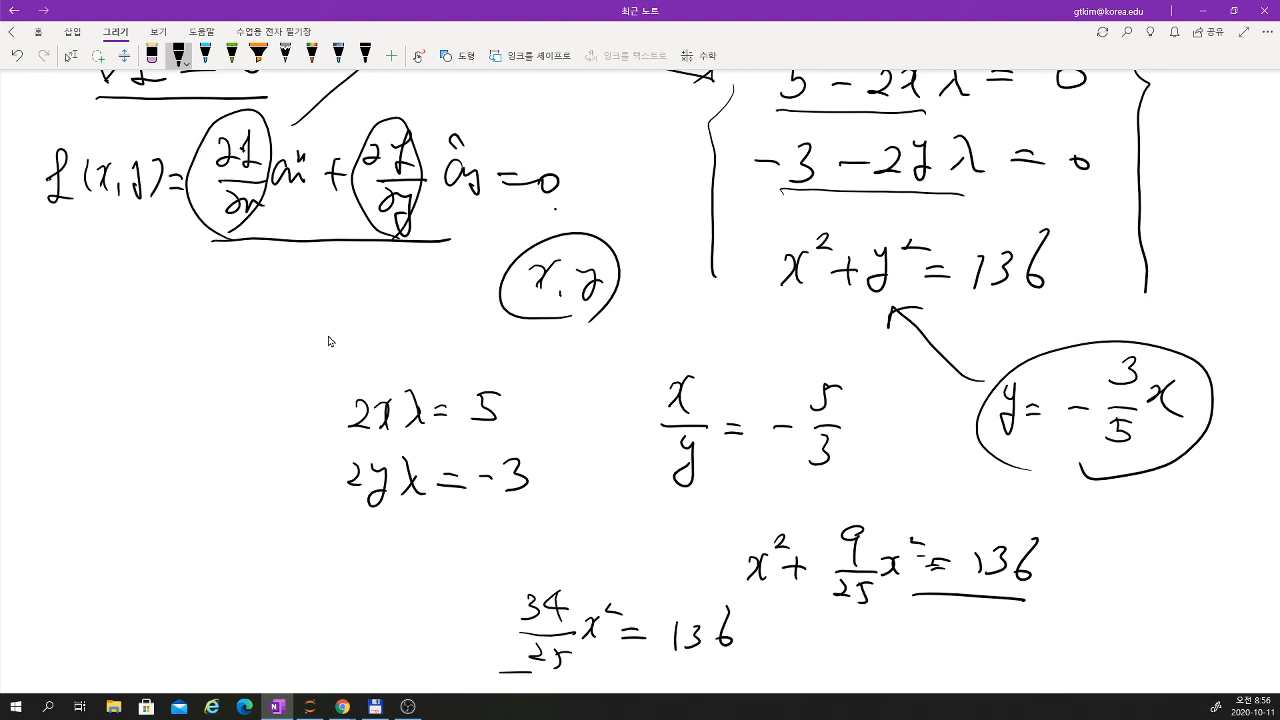 최근 노트
gtkim@korea.edu
홈 삽입 그리기 보기 도움말 수업용 전자 필기장
공유
도형 잉크를 셰이프로 잉크를 텍스트로 수학
5 - 2xλ = 0
f(x,y) = ∂f/∂x âx + ∂f/∂y ây = 0
-3 - 2yλ = 0
x, y
x² + y² = 136
2xλ = 5
x/y = - 5/3
y = - 3/5 x
2yλ = -3
x² + 9/25 x² = 136
34/25 x² = 136
오전 8:56
2020-10-11